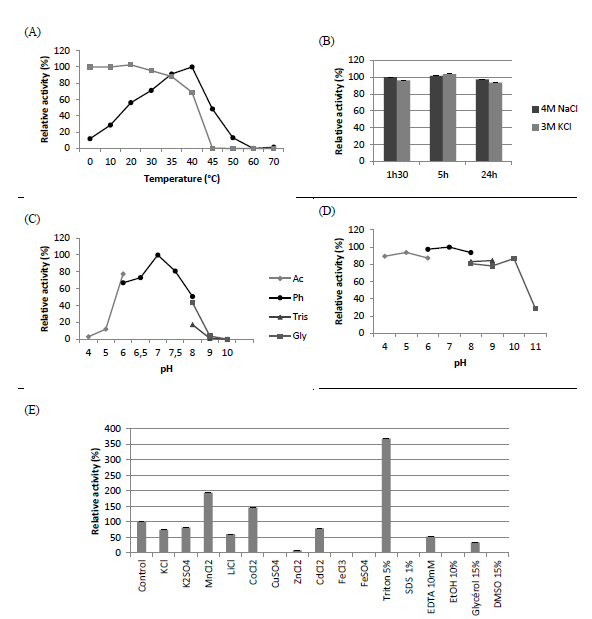 (A)
Relative activity (%)
120
100
80
60
40
20
0
0 10 20 30 35 40 45 50 60 70
Temperature (°C)
(B)
Relative activity (%)
120
100
80
60
40
20
0
1h30 5h 24h
4M NaCl
3M KCl
(C)
Relative activity (%)
120
100
80
60
40
20
0
4 5 6 6,5 7 7,5 8 9 10
pH
Ac
Ph
Tris
Gly
(D)
Relative activity (%)
120
100
80
60
40
20
0
4 5 6 7 8 9 10 11
pH
(E)
Relative activity (%)
400
350
300
250
200
150
100
50
0
Control
KCl
K2SO4
MnCl2
LiCl
CoCl2
CuSO4
ZnCl2
CdCl2
FeCl3
FeSO4
Triton 5%
SDS 1%
EDTA 10mM
EtOH 10%
Glycérol 15%
DMSO 15%